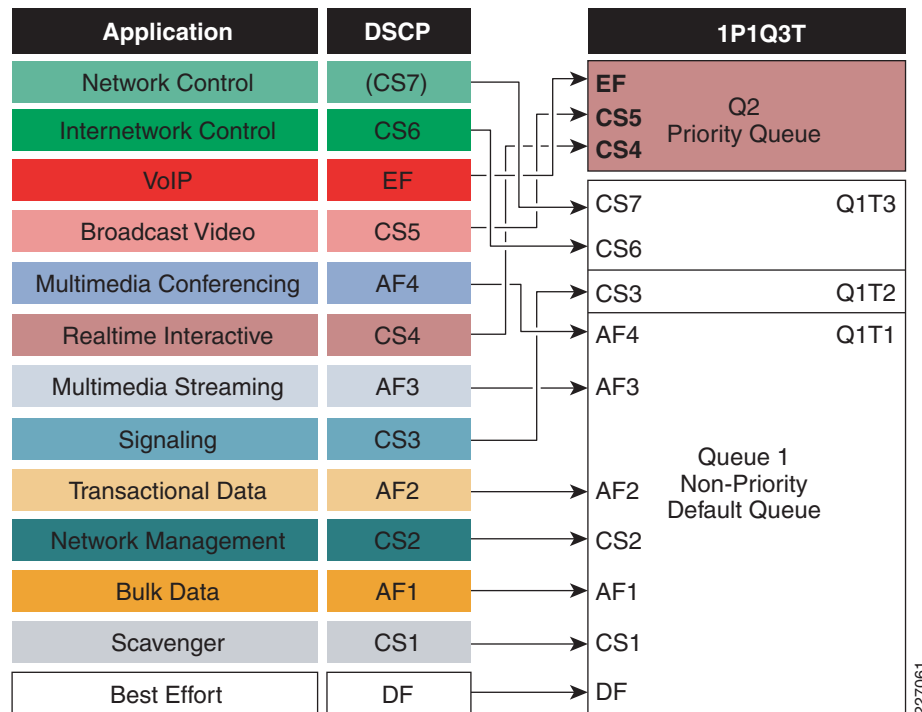 Application DSCP 1P1Q3T
Network Control (CS7)
Internetwork Control CS6
VoIP EF
Broadcast Video CS5
Multimedia Conferencing AF4
Realtime Interactive CS4
Multimedia Streaming AF3
Signaling CS3
Transactional Data AF2
Network Management CS2
Bulk Data AF1
Scavenger CS1
Best Effort DF
EF
CS5
CS4
Q2
Priority Queue
CS7 Q1T3
CS6
CS3 Q1T2
AF4 Q1T1
AF3
Queue 1
Non-Priority
Default Queue
AF2
CS2
AF1
CS1
DF
227061